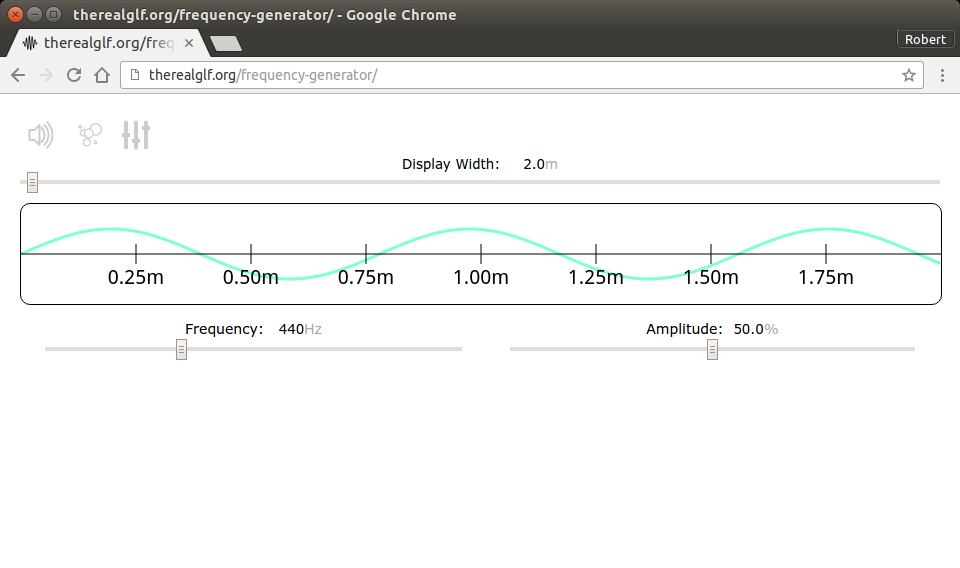 therealglf.org/frequency-generator/ - Google Chrome
therealglf.org/freq
Robert
therealglf.org/frequency-generator/
Display Width: 2.0m
0.25m 0.50m 0.75m 1.00m 1.25m 1.50m 1.75m
Frequency: 440Hz Amplitude: 50.0%